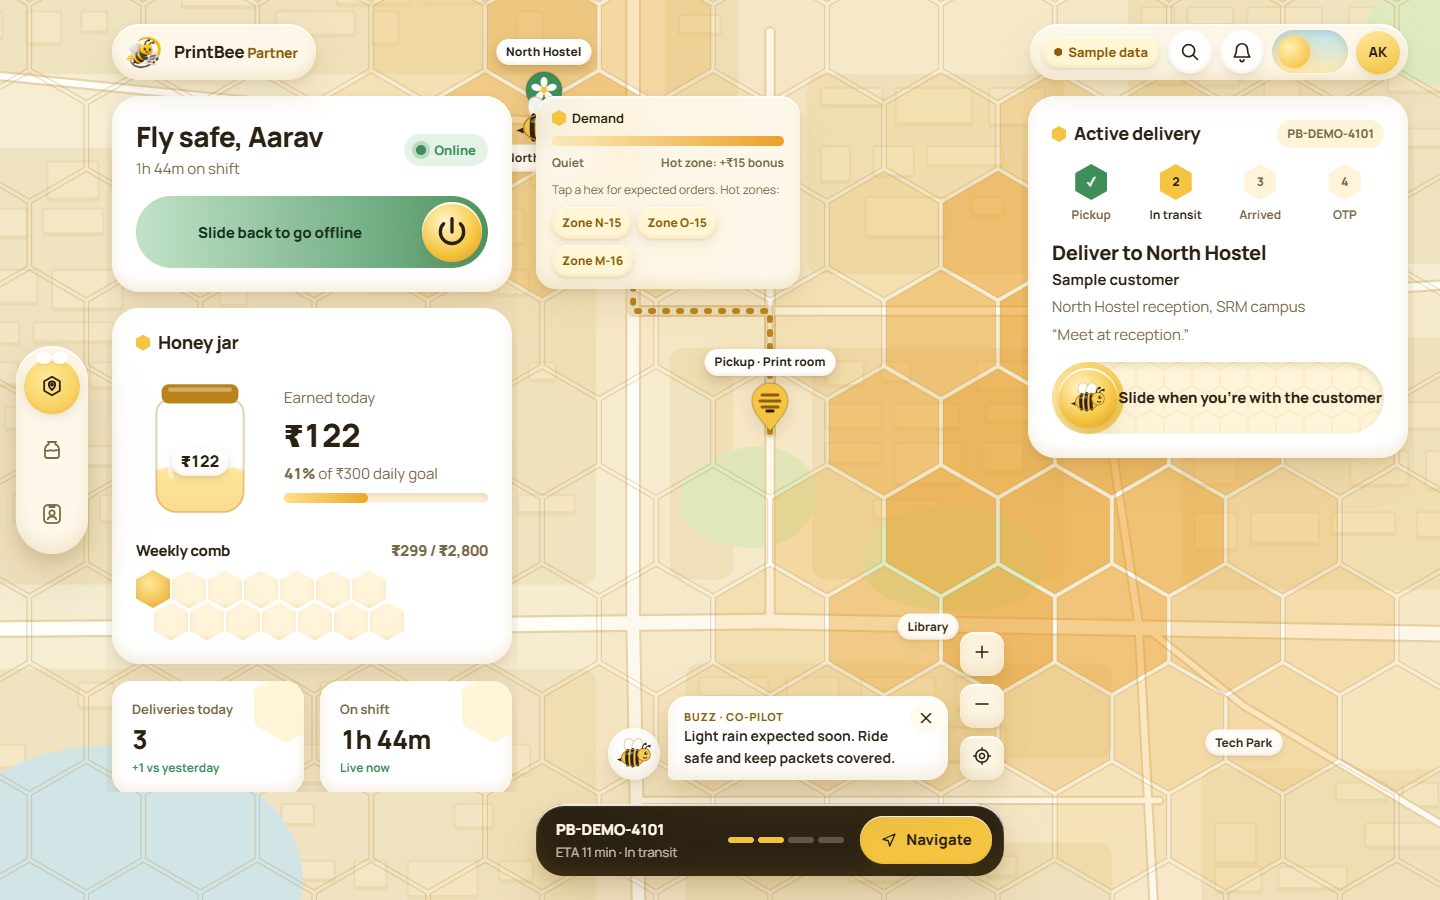 PrintBee Partner
North Hostel
Sample data
AK
Fly safe, Aarav
1h 44m on shift
Online
Slide back to go offline
Demand
Quiet
Hot zone: +₹15 bonus
Tap a hex for expected orders. Hot zones:
Zone N-15
Zone O-15
Zone M-16
North
Active delivery
PB-DEMO-4101
✓
2
3
4
Pickup
In transit
Arrived
OTP
Deliver to North Hostel
Sample customer
North Hostel reception, SRM campus
“Meet at reception.”
Slide when you’re with the customer
Honey jar
₹122
Earned today
₹122
41% of ₹300 daily goal
Weekly comb
₹299 / ₹2,800
Pickup · Print room
Library
Tech Park
Deliveries today
3
+1 vs yesterday
On shift
1h 44m
Live now
BUZZ · CO-PILOT
Light rain expected soon. Ride
safe and keep packets covered.
PB-DEMO-4101
ETA 11 min · In transit
Navigate